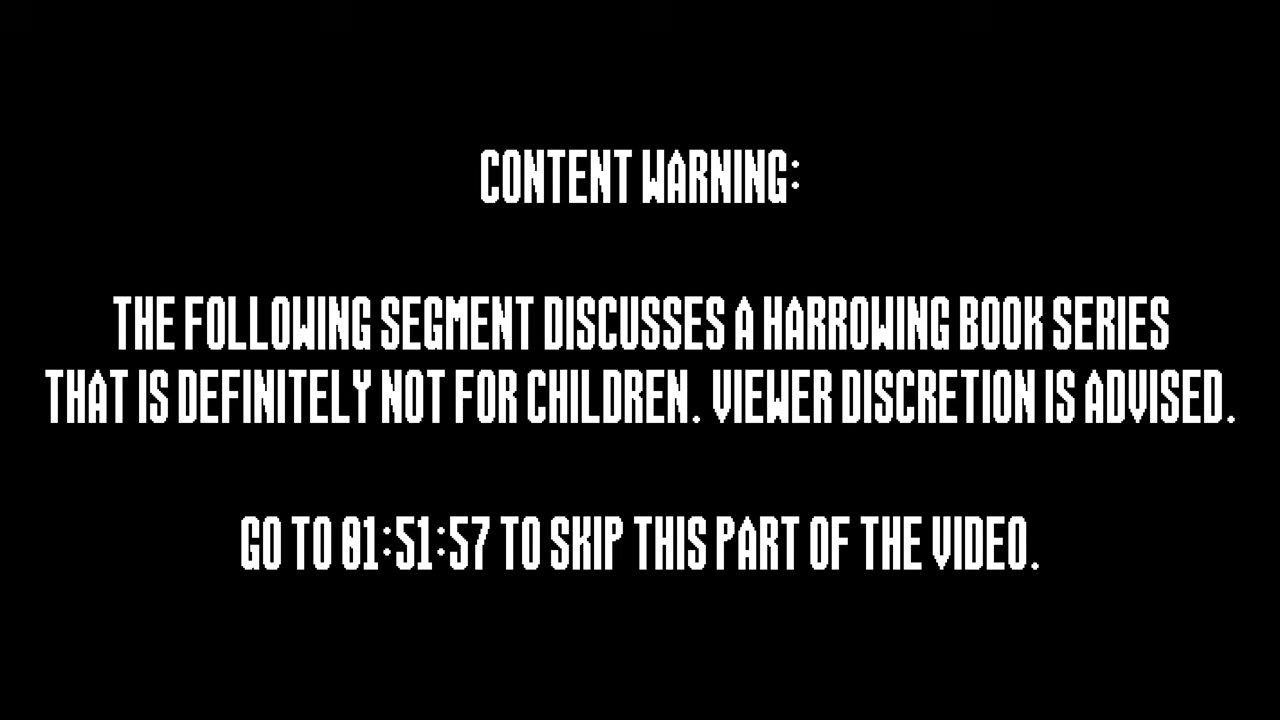 CONTENT WARNING:
THE FOLLOWING SEGMENT DISCUSSES A HARROWING BOOK SERIES
THAT IS DEFINITELY NOT FOR CHILDREN. VIEWER DISCRETION IS ADVISED.
GO TO 01:51:57 TO SKIP THIS PART OF THE VIDEO.